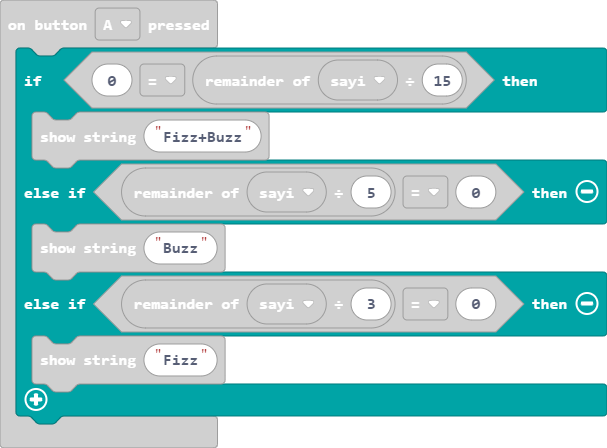 on button A pressed
if 0 = remainder of sayi ÷ 15 then
show string "Fizz+Buzz"
else if remainder of sayi ÷ 5 = 0 then
show string "Buzz"
else if remainder of sayi ÷ 3 = 0 then
show string "Fizz"